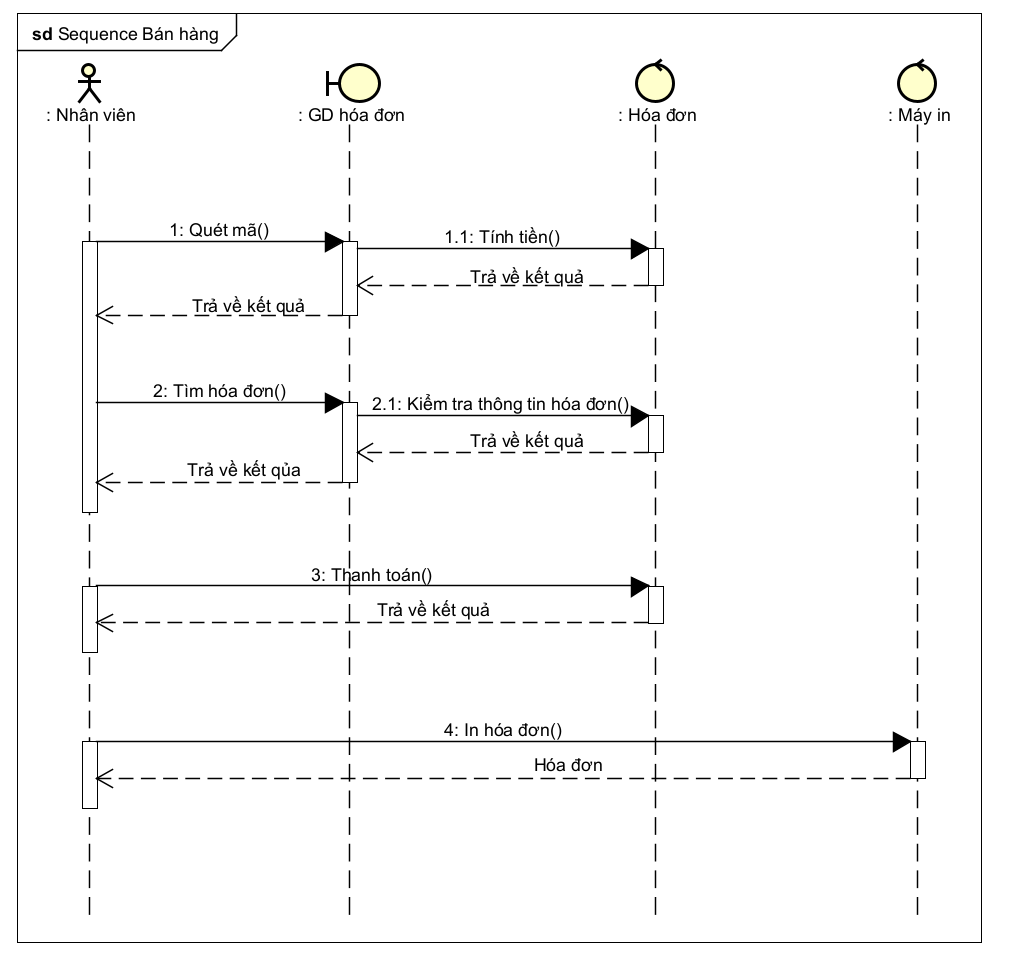 sd Sequence Bán hàng
: Nhân viên
: GD hóa đơn
: Hóa đơn
: Máy in
1: Quét mã()
1.1: Tính tiền()
Trả về kết quả
Trả về kết quả
2: Tìm hóa đơn()
2.1: Kiểm tra thông tin hóa đơn()
Trả về kết quả
Trả về kết qủa
3: Thanh toán()
Trả về kết quả
4: In hóa đơn()
Hóa đơn